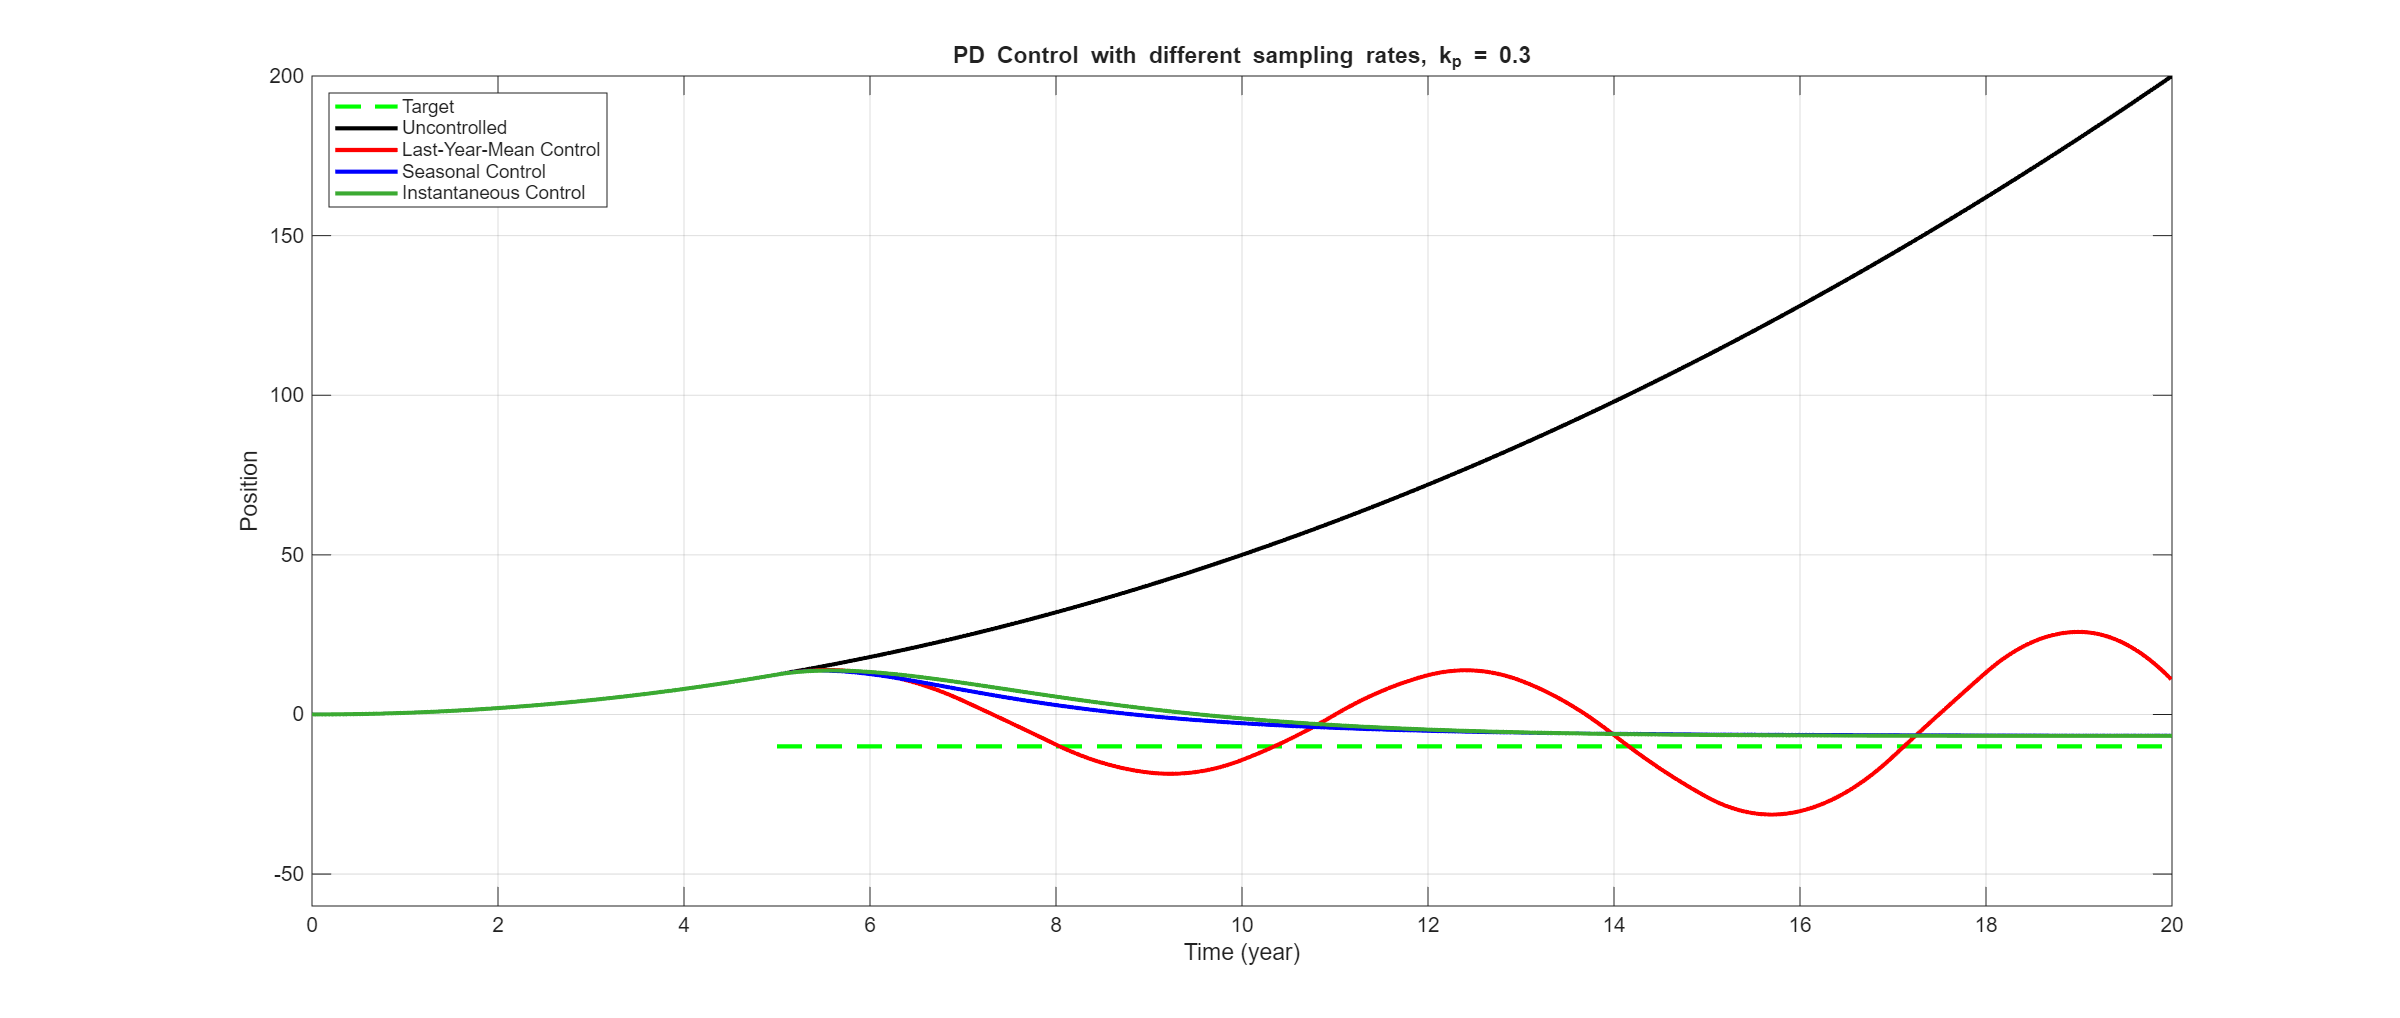 PD Control with different sampling rates, kp = 0.3
200
150
100
50
0
-50
Position
Target
Uncontrolled
Last-Year-Mean Control
Seasonal Control
Instantaneous Control
0 2 4 6 8 10 12 14 16 18 20
Time (year)